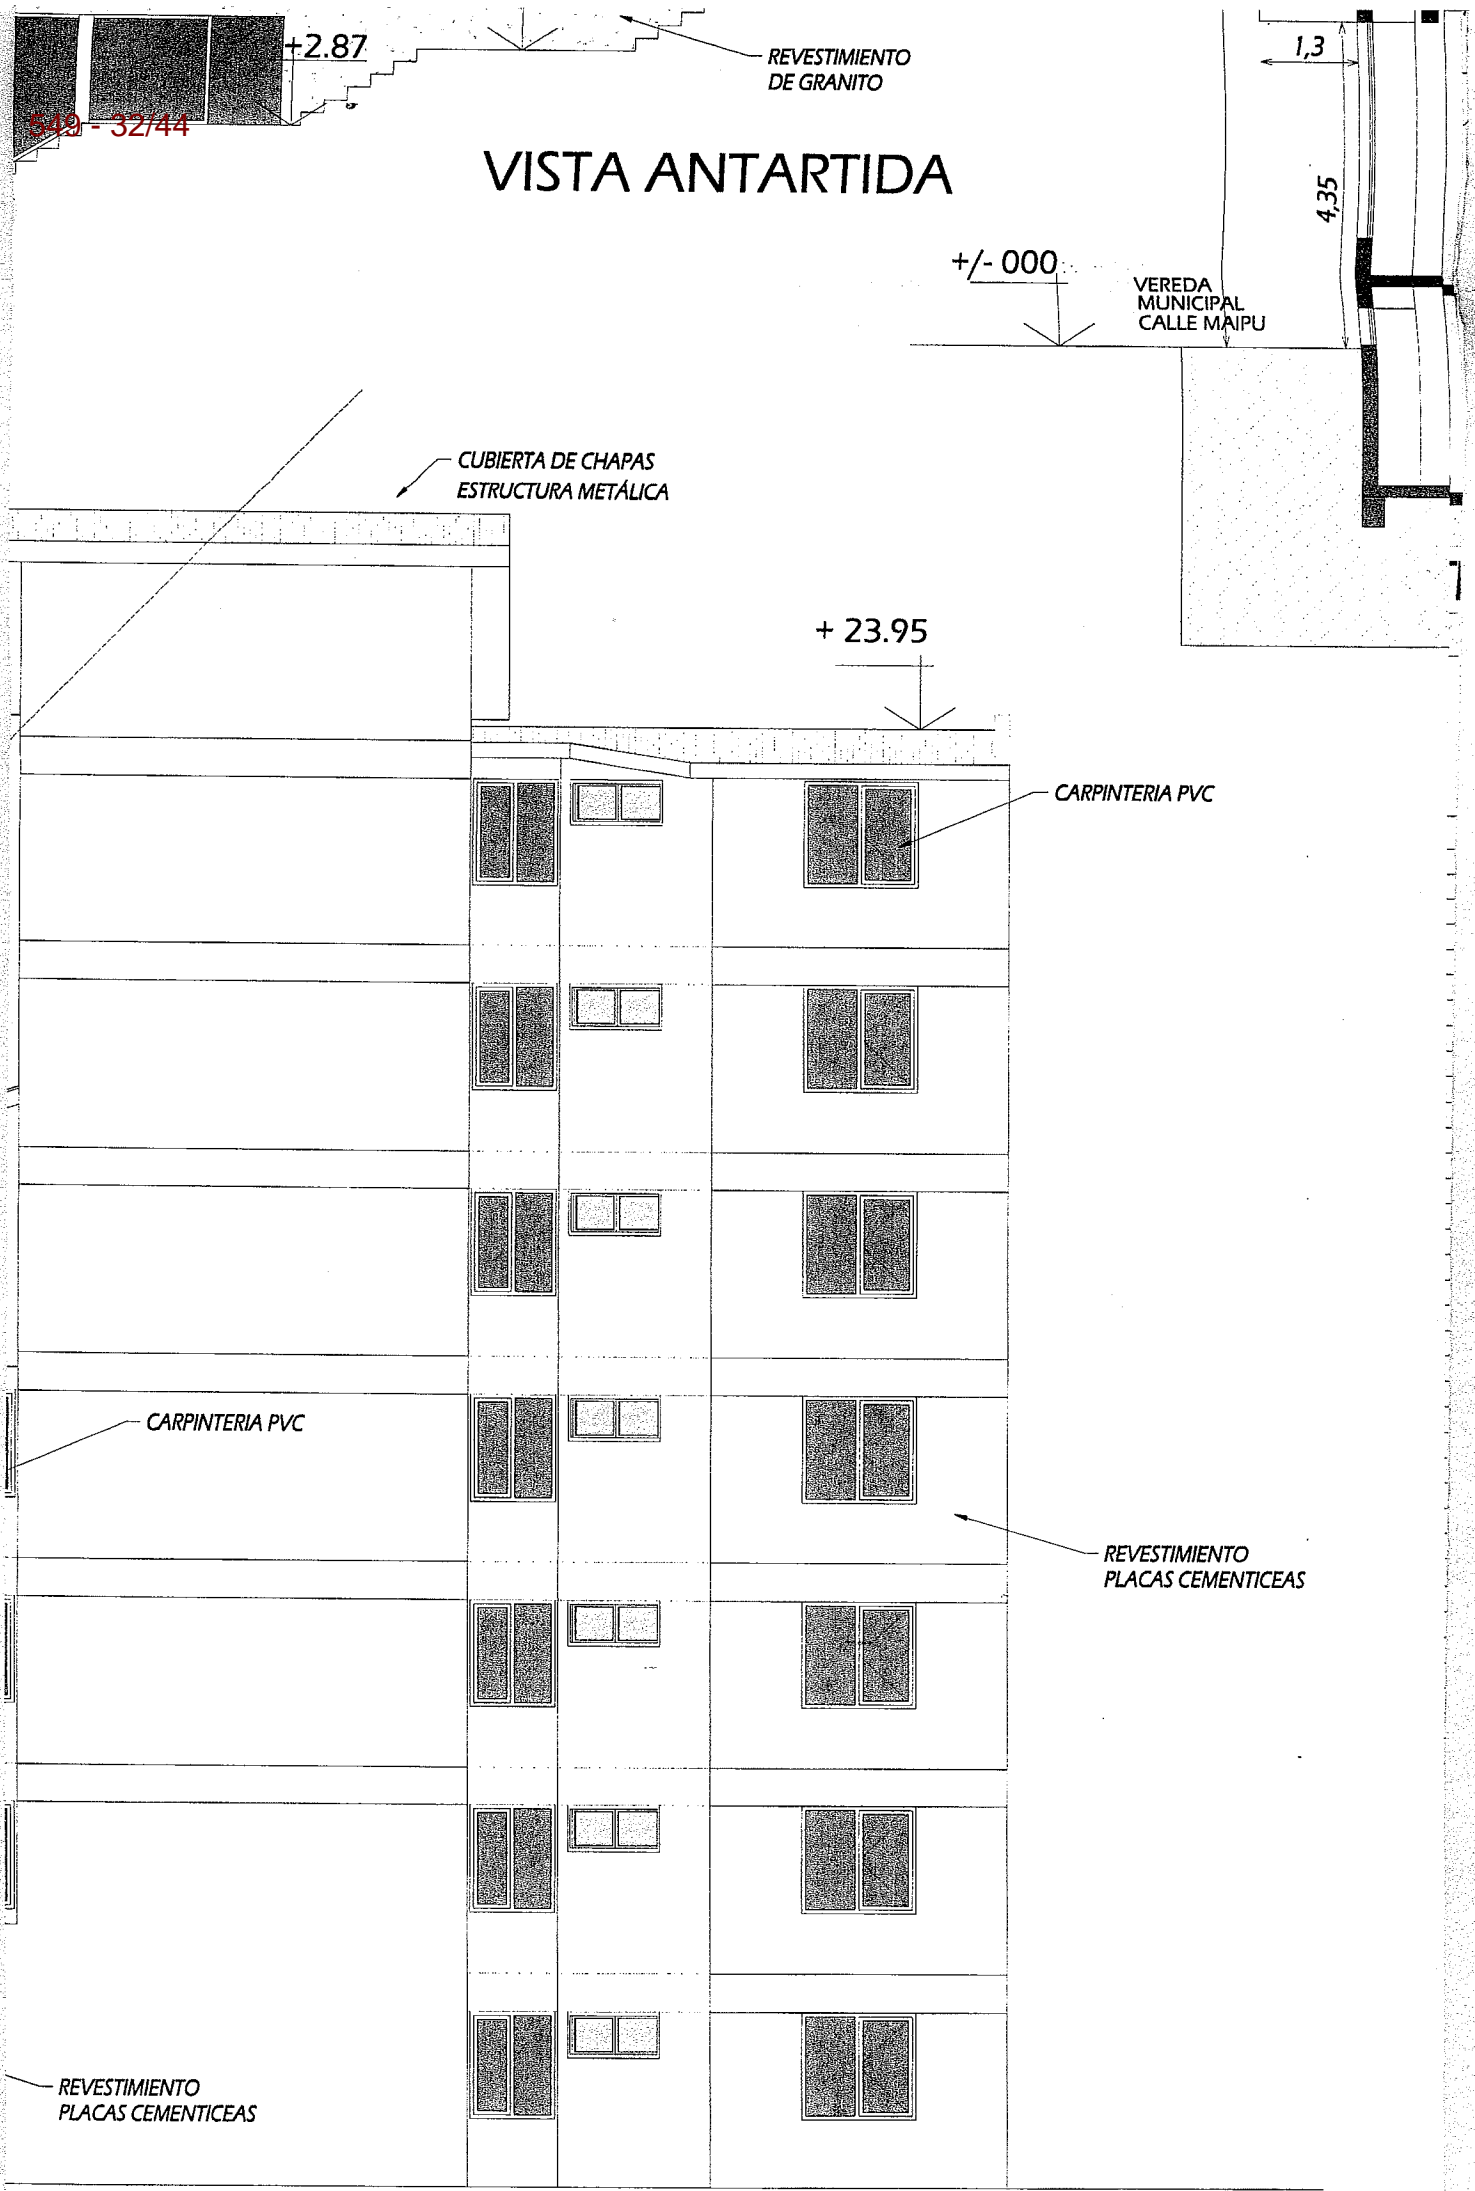 +2.87
REVESTIMIENTO
DE GRANITO
1,3
549 - 32/44
VISTA ANTARTIDA
4,35
+/- 000
VEREDA
MUNICIPAL
CALLE MAIPU
CUBIERTA DE CHAPAS
ESTRUCTURA METÁLICA
+ 23.95
CARPINTERIA PVC
CARPINTERIA PVC
REVESTIMIENTO
PLACAS CEMENTICEAS
REVESTIMIENTO
PLACAS CEMENTICEAS